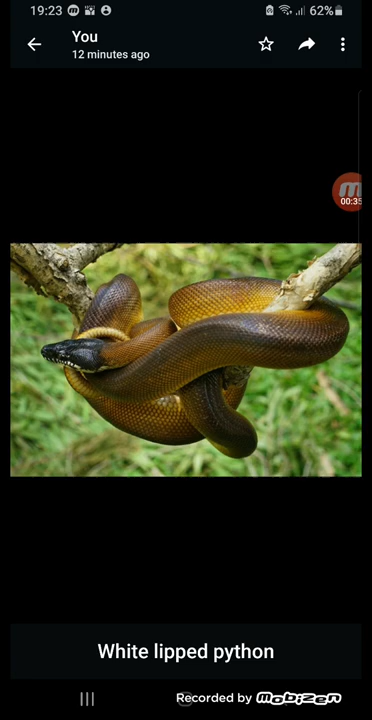 19:23 62%
You
12 minutes ago
00:35
White lipped python
Recorded by mobizen